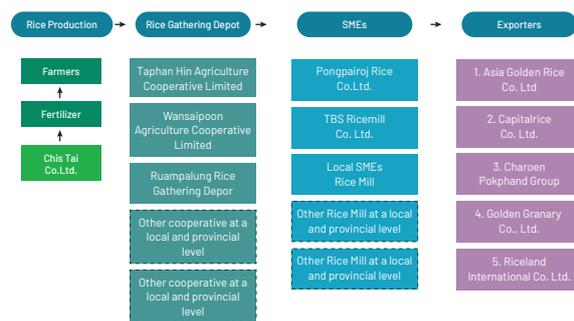 Rice Production
Rice Gathering Depot
SMEs
Exporters
Farmers
Fertilizer
Chis Tai
Co.Ltd.
Taphan Hin Agriculture
Cooperative Limited
Wansaipoon
Agriculture Cooperative
Limited
Ruampalung Rice
Gathering Depor
Other cooperative at a
local and provincial
level
Other cooperative at a
local and provincial
level
Pongpairoj Rice
Co.Ltd.
TBS Ricemill
Co. Ltd.
Local SMEs
Rice Mill
Other Rice Mill at a local
and provincial level
Other Rice Mill at a local
and provincial level
1. Asia Golden Rice
Co. Ltd
2. Capitalrice
Co. Ltd.
3. Charoen
Pokphand Group
4. Golden Granary
Co., Ltd.
5. Riceland
International Co. Ltd.